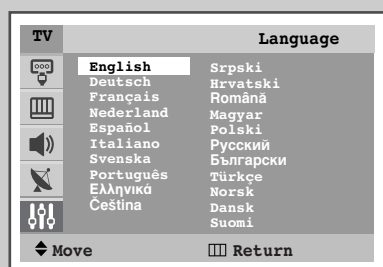 TV
Language
English
Deutsch
Français
Nederland
Español
Italiano
Svenska
Português
Ελληνικά
Čeština
Srpski
Hrvatski
Română
Magyar
Polski
Русский
Български
Türkçe
Norsk
Dansk
Suomi
Move
Return